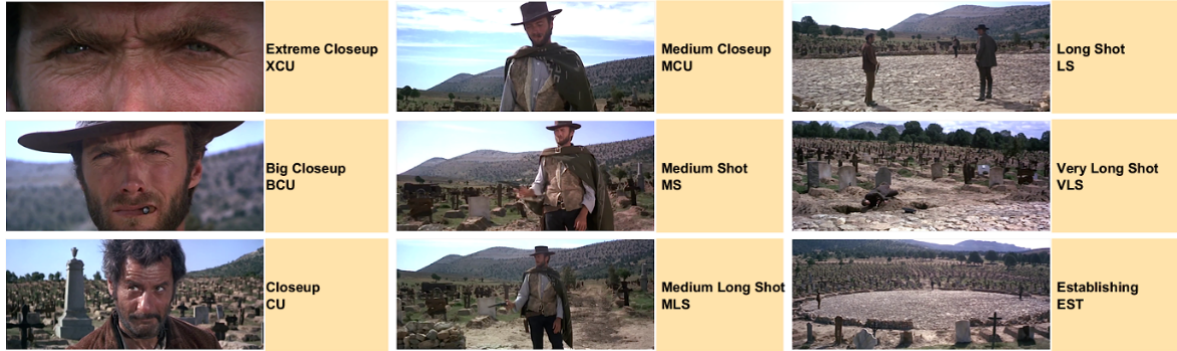 Extreme Closeup
XCU
Medium Closeup
MCU
Long Shot
LS
Big Closeup
BCU
Medium Shot
MS
Very Long Shot
VLS
Closeup
CU
Medium Long Shot
MLS
Establishing
EST